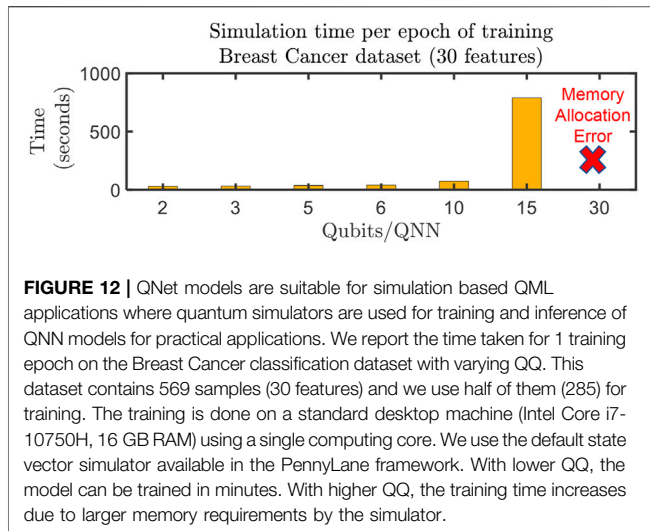 Simulation time per epoch of training
Breast Cancer dataset (30 features)
1000
500
0
Time
(seconds)
Memory
Allocation
Error
2 3 5 6 10 15 30
Qubits/QNN
FIGURE 12 | QNet models are suitable for simulation based QML
applications where quantum simulators are used for training and inference of
QNN models for practical applications. We report the time taken for 1 training
epoch on the Breast Cancer classification dataset with varying QQ. This
dataset contains 569 samples (30 features) and we use half of them (285) for
training. The training is done on a standard desktop machine (Intel Core i7-
10750H, 16 GB RAM) using a single computing core. We use the default state
vector simulator available in the PennyLane framework. With lower QQ, the
model can be trained in minutes. With higher QQ, the training time increases
due to larger memory requirements by the simulator.